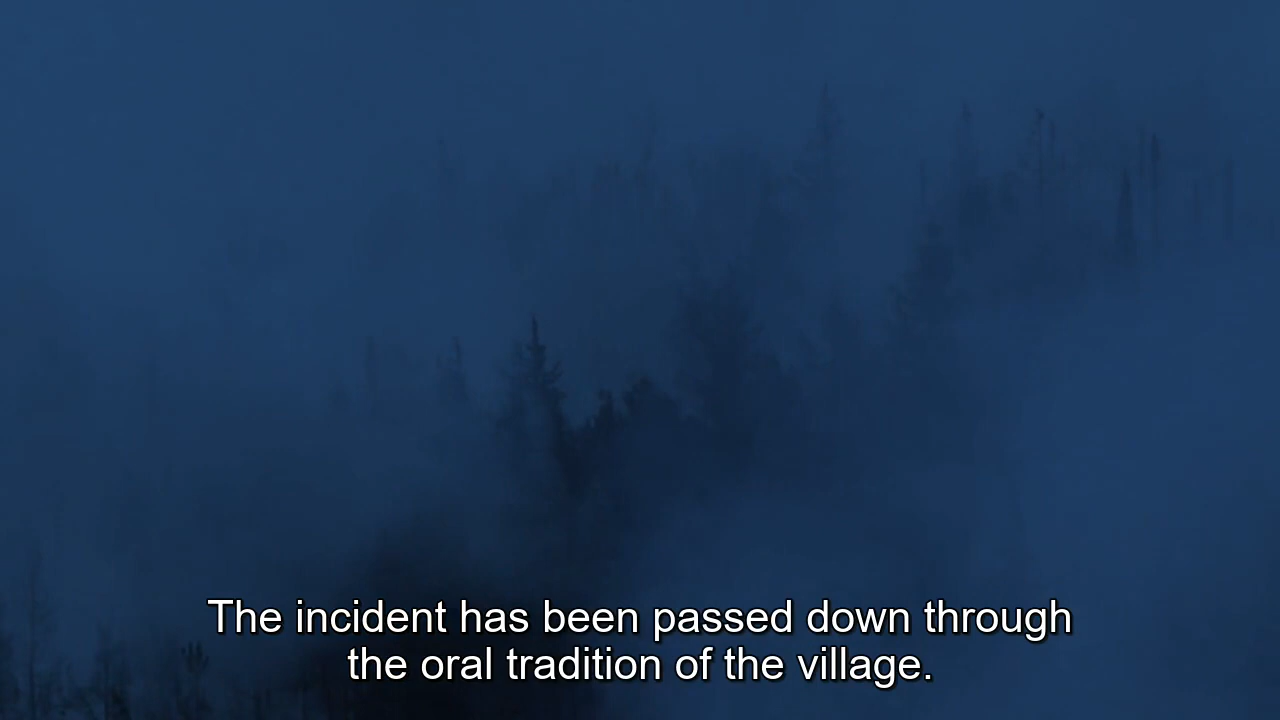 The incident has been passed down through
the oral tradition of the village.